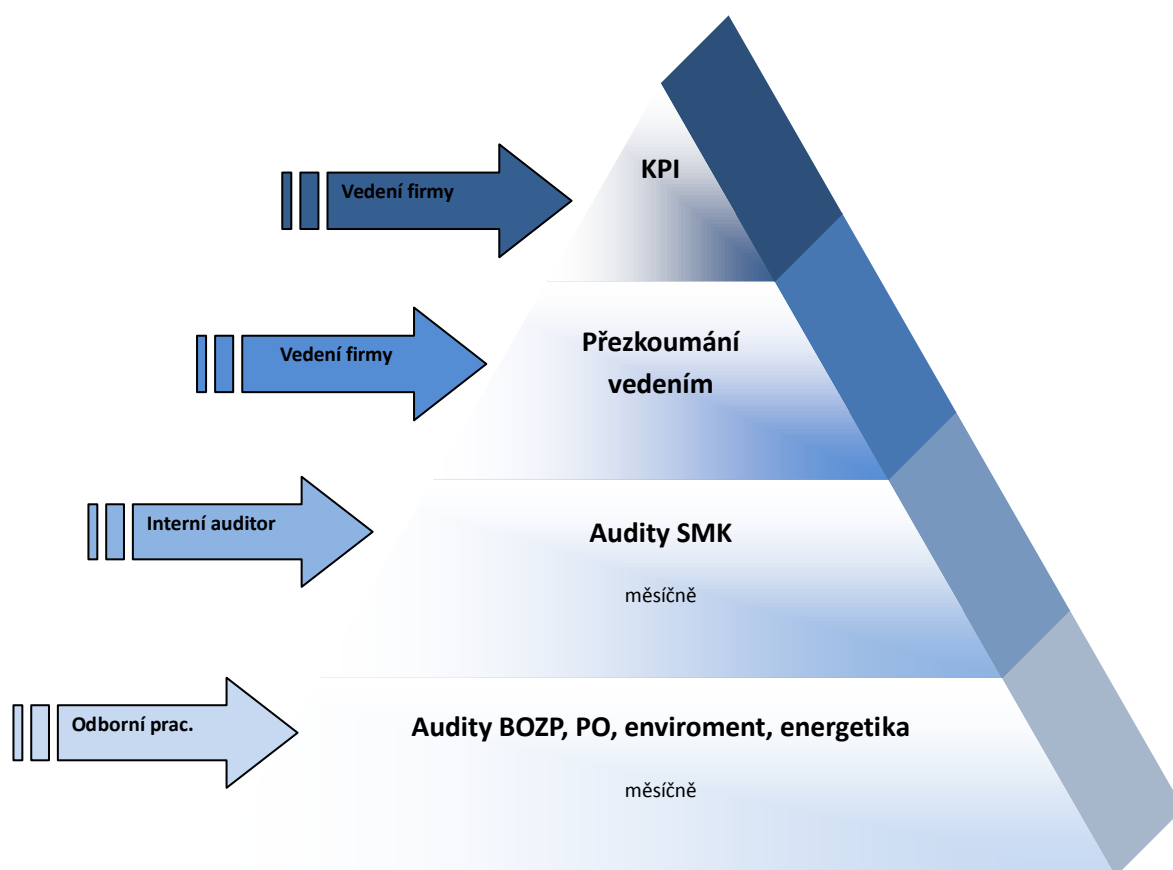 KPI
Vedení firmy
Přezkoumání
vedením
Vedení firmy
Audity SMK
Interní auditor
měsíčně
Audity BOZP, PO, enviroment, energetika
Odborní prac.
měsíčně